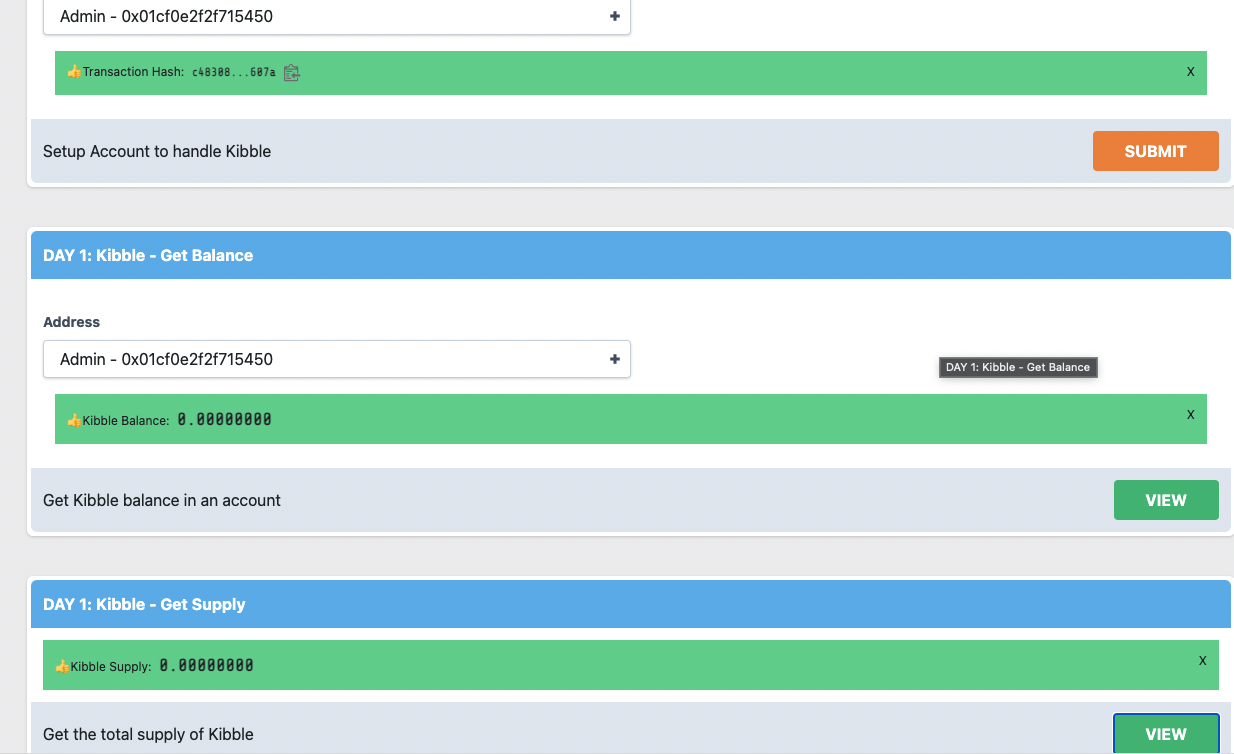 Admin - 0x01cf0e2f2f715450 +
👍Transaction Hash: c48308...607a X
Setup Account to handle Kibble SUBMIT
DAY 1: Kibble - Get Balance
Address
Admin - 0x01cf0e2f2f715450 +
DAY 1: Kibble - Get Balance
👍Kibble Balance: 0.00000000 X
Get Kibble balance in an account VIEW
DAY 1: Kibble - Get Supply
👍Kibble Supply: 0.00000000 X
Get the total supply of Kibble VIEW